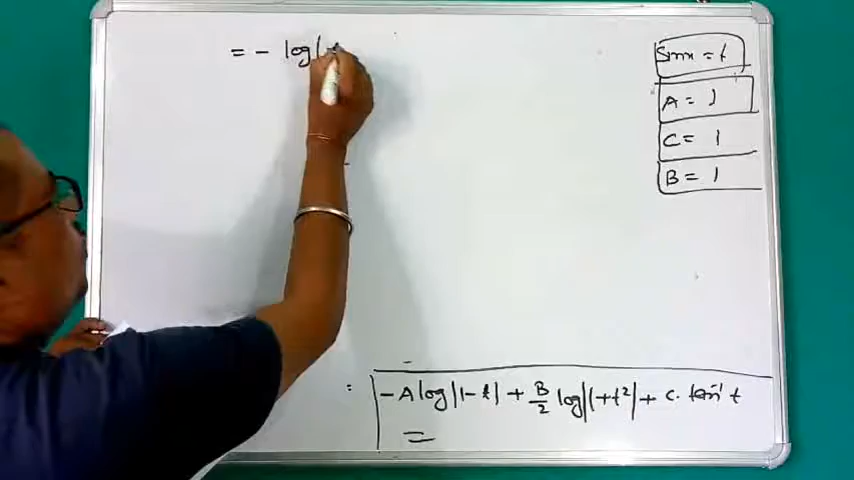 = - log|
Sinx = t
A = 1
C = 1
B = 1
= -A log|1-t| + B/2 log|1+t²| + C. tan⁻¹ t
=